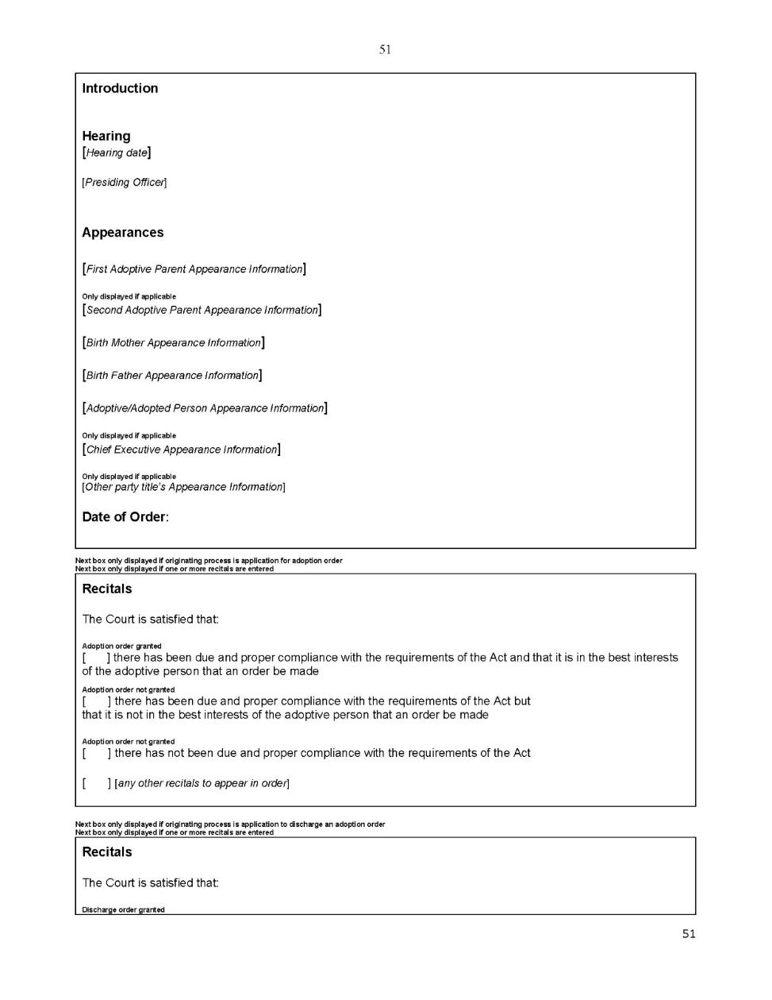 51
Introduction
Hearing
[Hearing date]
[Presiding Officer]
Appearances
[First Adoptive Parent Appearance Information]
Only displayed if applicable
[Second Adoptive Parent Appearance Information]
[Birth Mother Appearance Information]
[Birth Father Appearance Information]
[Adoptive/Adopted Person Appearance Information]
Only displayed if applicable
[Chief Executive Appearance Information]
Only displayed if applicable
[Other party title's Appearance Information]
Date of Order:
Next box only displayed if originating process is application for adoption order
Next box only displayed if one or more recitals are entered
Recitals
The Court is satisfied that:
Adoption order granted
[ ] there has been due and proper compliance with the requirements of the Act and that it is in the best interests
of the adoptive person that an order be made
Adoption order not granted
[ ] there has been due and proper compliance with the requirements of the Act but
that it is not in the best interests of the adoptive person that an order be made
Adoption order not granted
[ ] there has not been due and proper compliance with the requirements of the Act
[ ] [any other recitals to appear in order]
Next box only displayed if originating process is application to discharge an adoption order
Next box only displayed if one or more recitals are entered
Recitals
The Court is satisfied that:
Discharge order granted
51